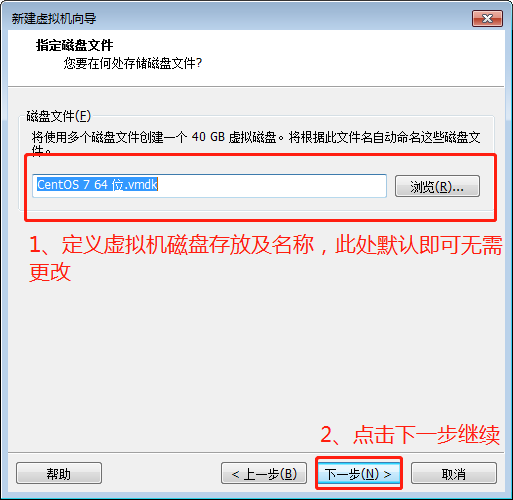 新建虚拟机向导
指定磁盘文件
您要在何处存储磁盘文件?
磁盘文件(F)
将使用多个磁盘文件创建一个 40 GB 虚拟磁盘。将根据此文件名自动命名这些磁盘文
件。
CentOS 7 64 位.vmdk
浏览(R)...
1、定义虚拟机磁盘存放及名称，此处默认即可无需
更改
2、点击下一步继续
帮助
< 上一步(B)
下一步(N) >
取消